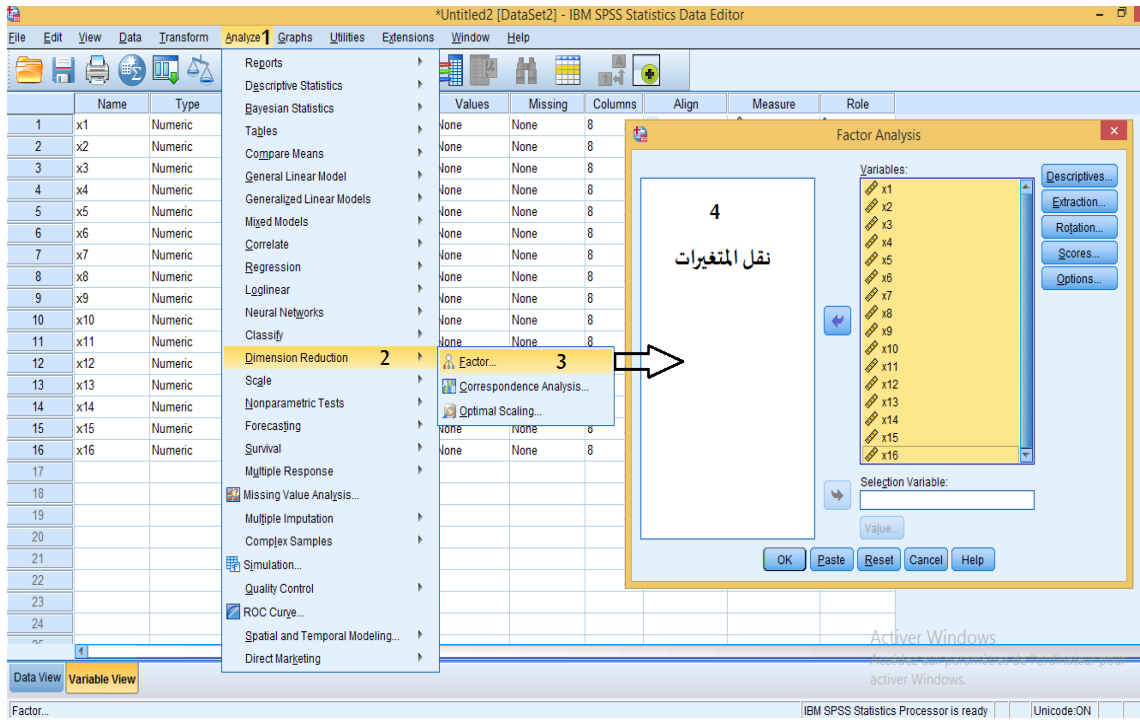 *Untitled2 [DataSet2] - IBM SPSS Statistics Data Editor
File Edit View Data Transform Analyze 1 Graphs Utilities Extensions Window Help
Name Type Values Missing Columns Align Measure Role
1 x1 Numeric None None 8
2 x2 Numeric None None 8
3 x3 Numeric None None 8
4 x4 Numeric None None 8
5 x5 Numeric None None 8
6 x6 Numeric None None 8
7 x7 Numeric None None 8
8 x8 Numeric None None 8
9 x9 Numeric None None 8
10 x10 Numeric None None 8
11 x11 Numeric None None 8
12 x12 Numeric
13 x13 Numeric
14 x14 Numeric
15 x15 Numeric None None 8
16 x16 Numeric None None 8
17
18
19
20
21
22
23
24
25
Reports
Descriptive Statistics
Bayesian Statistics
Tables
Compare Means
General Linear Model
Generalized Linear Models
Mixed Models
Correlate
Regression
Loglinear
Neural Networks
Classify
Dimension Reduction 2
Scale
Nonparametric Tests
Forecasting
Survival
Multiple Response
Missing Value Analysis...
Multiple Imputation
Complex Samples
Simulation...
Quality Control
ROC Curve...
Spatial and Temporal Modeling...
Direct Marketing
Factor... 3
Correspondence Analysis...
Optimal Scaling...
Factor Analysis
4
نقل المتغيرات
Variables:
x1
x2
x3
x4
x5
x6
x7
x8
x9
x10
x11
x12
x13
x14
x15
x16
Descriptives...
Extraction...
Rotation...
Scores...
Options...
Selection Variable:
Value...
OK Paste Reset Cancel Help
Activer Windows
Accédez aux paramètres de l'ordinateur pour
activer Windows.
Data View Variable View
Factor... IBM SPSS Statistics Processor is ready Unicode:ON